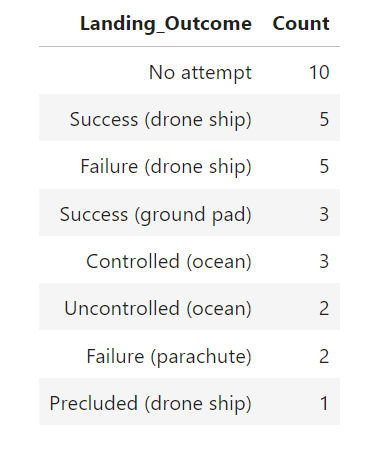 Landing_Outcome Count
No attempt 10
Success (drone ship) 5
Failure (drone ship) 5
Success (ground pad) 3
Controlled (ocean) 3
Uncontrolled (ocean) 2
Failure (parachute) 2
Precluded (drone ship) 1